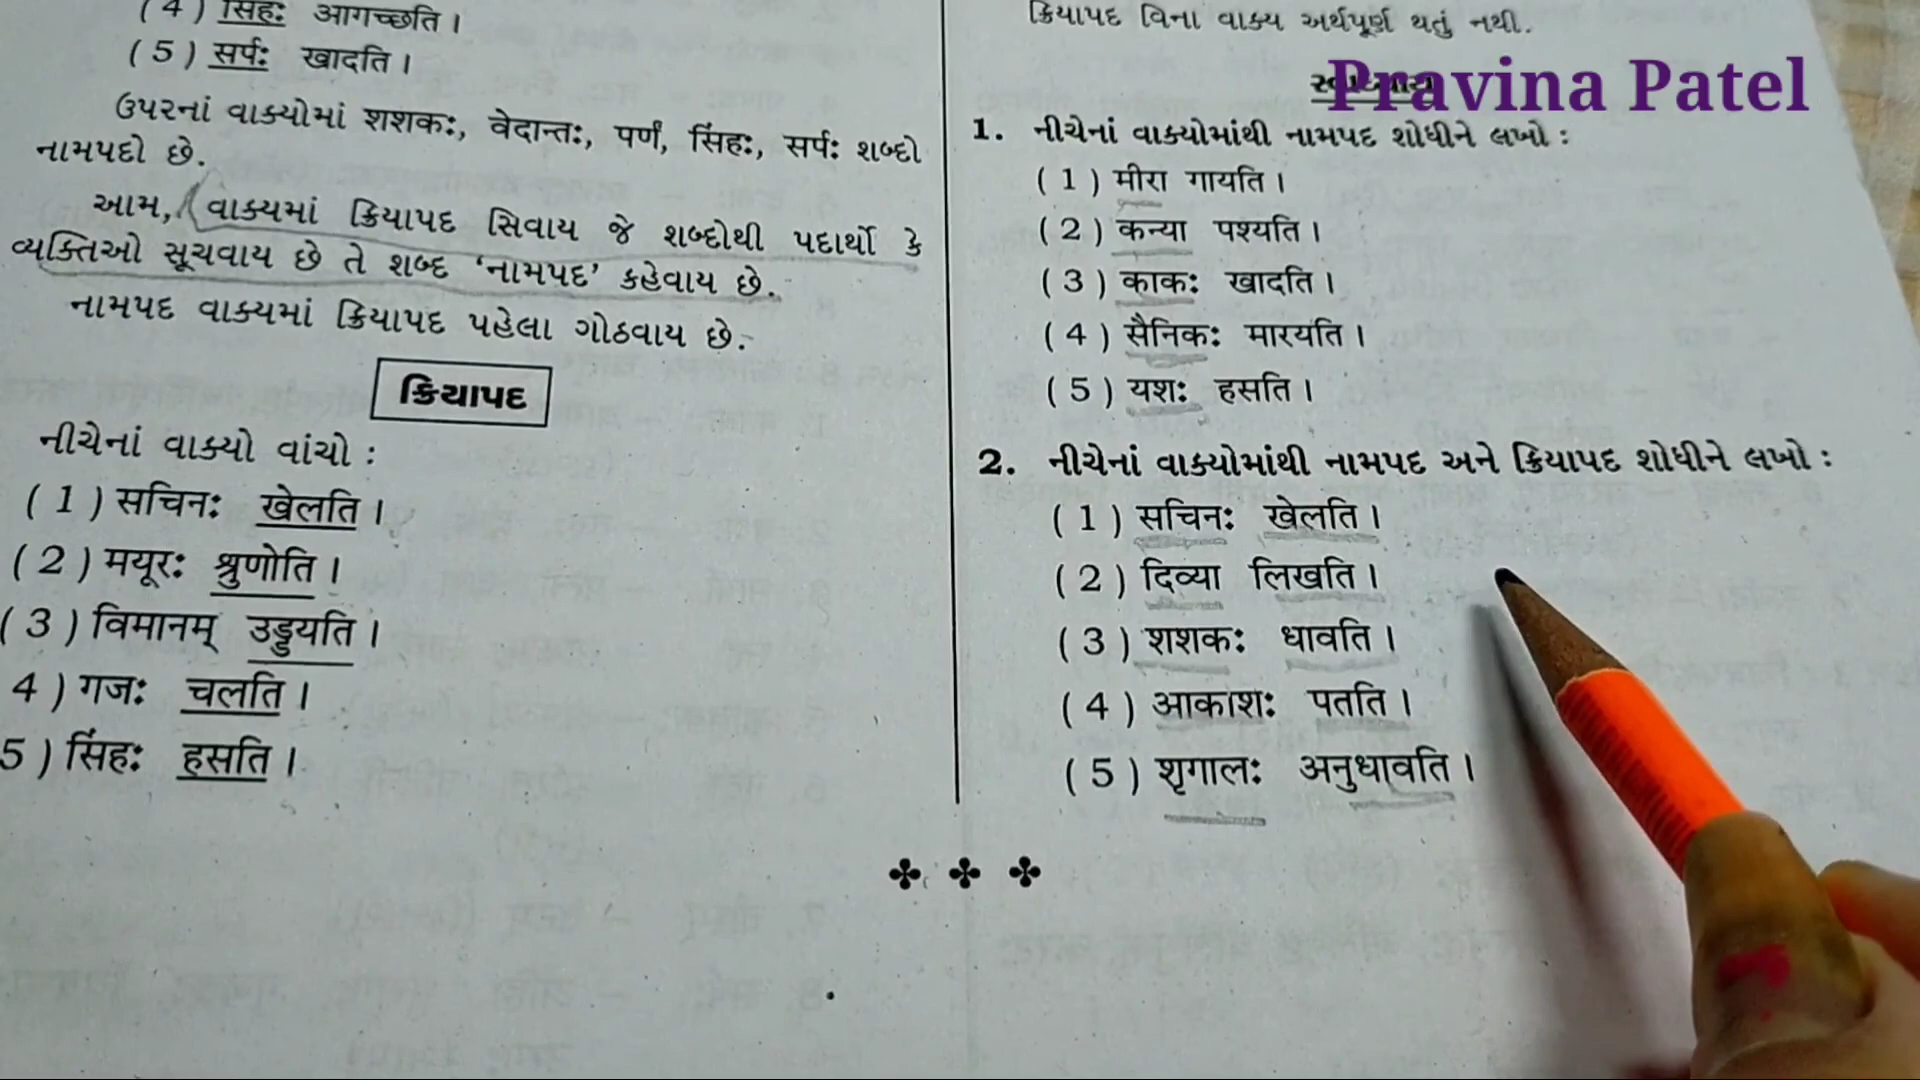 (4) सिंहः आगच्छति ।
(5) सर्पः खादति ।
ઉપરનાં વાક્યોમાં શશકઃ, વેદાન્તઃ, પર્ણં, સિંહઃ, સર્પઃ શબ્દો
નામપદો છે.
આમ, વાક્યમાં ક્રિયાપદ સિવાય જે શબ્દોથી પદાર્થો કે
વ્યક્તિઓ સૂચવાય છે તે શબ્દ ‘નામપદ’ કહેવાય છે.
નામપદ વાક્યમાં ક્રિયાપદ પહેલા ગોઠવાય છે.
ક્રિયાપદ
નીચેનાં વાક્યો વાંચો :
(1) सचिनः खेलति ।
(2) मयूरः श्रुणोति ।
(3) विमानम् उड्डयति ।
4) गजः चलति ।
5) सिंहः हसति ।
ક્રિયાપદ વિના વાક્ય અર્થપૂર્ણ થતું નથી.
Pravina Patel
1. નીચેનાં વાક્યોમાંથી નામપદ શોધીને લખો :
(1) मीरा गायति ।
(2) कन्या पश्यति ।
(3) काकः खादति ।
(4) सैनिकः मारयति ।
(5) यशः हसति ।
2. નીચેનાં વાક્યોમાંથી નામપદ અને ક્રિયાપદ શોધીને લખો :
(1) सचिनः खेलति ।
(2) दिव्या लिखति ।
(3) शशकः धावति ।
(4) आकाशः पतति ।
(5) शृगालः अनुधावति ।